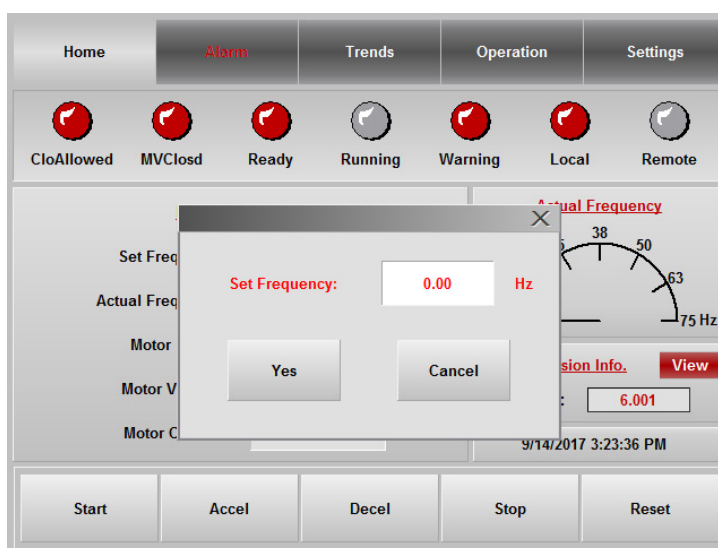 Home Alarm Trends Operation Settings
CloAllowed MVClosd Ready Running Warning Local Remote
Actual Frequency
38
50
63
75 Hz
Set Freq
Actual Freq
Motor
Motor V
Motor C
Set Frequency: 0.00 Hz
Yes Cancel
sion Info. View
: 6.001
9/14/2017 3:23:36 PM
Start Accel Decel Stop Reset